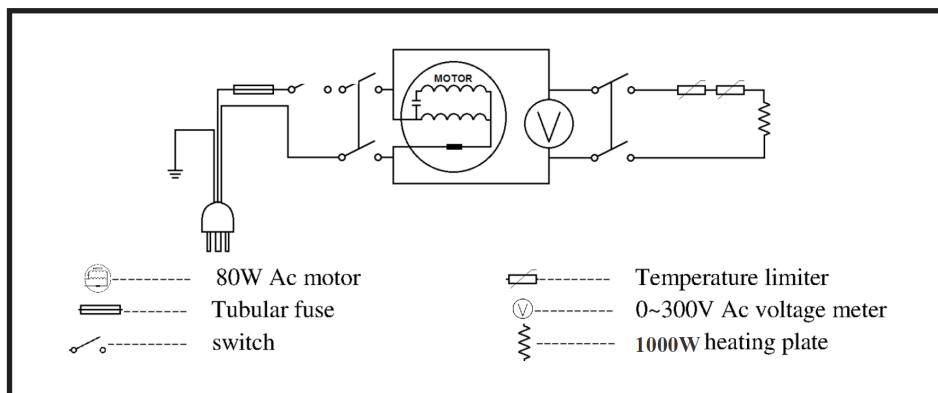 MOTOR
V
80W Ac motor
Temperature limiter
Tubular fuse
V
0~300V Ac voltage meter
switch
1000W heating plate